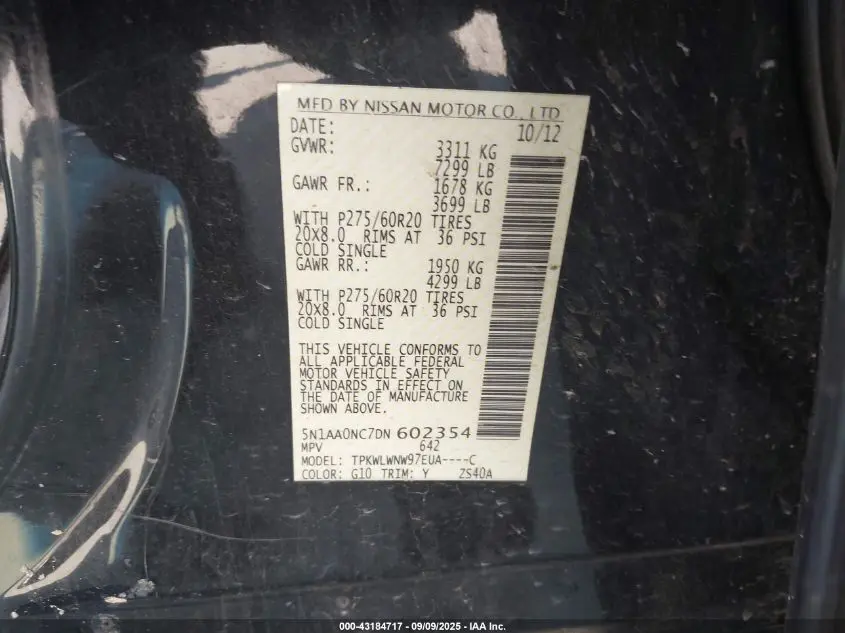 MFD BY NISSAN MOTOR CO., LTD
DATE: 10/12
GVWR: 3311 KG
7299 LB
GAWR FR.: 1678 KG
3699 LB
WITH P275/60R20 TIRES
20X8.0 RIMS AT 36 PSI
COLD SINGLE
GAWR RR.: 1950 KG
4299 LB
WITH P275/60R20 TIRES
20X8.0 RIMS AT 36 PSI
COLD SINGLE
THIS VEHICLE CONFORMS TO
ALL APPLICABLE FEDERAL
MOTOR VEHICLE SAFETY
STANDARDS IN EFFECT ON
THE DATE OF MANUFACTURE
SHOWN ABOVE.
5N1AA0NC7DN 602354
MPV 642
MODEL: TPKWLWNW97EUA----C
COLOR: G10 TRIM: Y ZS40A
000-43184717 - 09/09/2025 - IAA Inc.